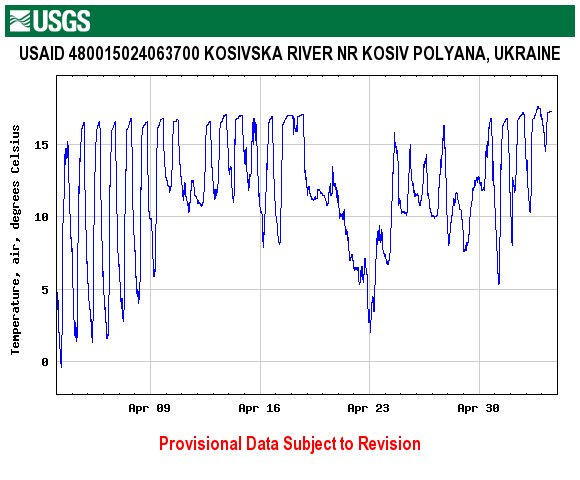 USGS
USAID 480015024063700 KOSIVSKA RIVER NR KOSIV POLYANA, UKRAINE
Temperature, air, degrees Celsius
15
10
5
0
Apr 09 Apr 16 Apr 23 Apr 30
Provisional Data Subject to Revision